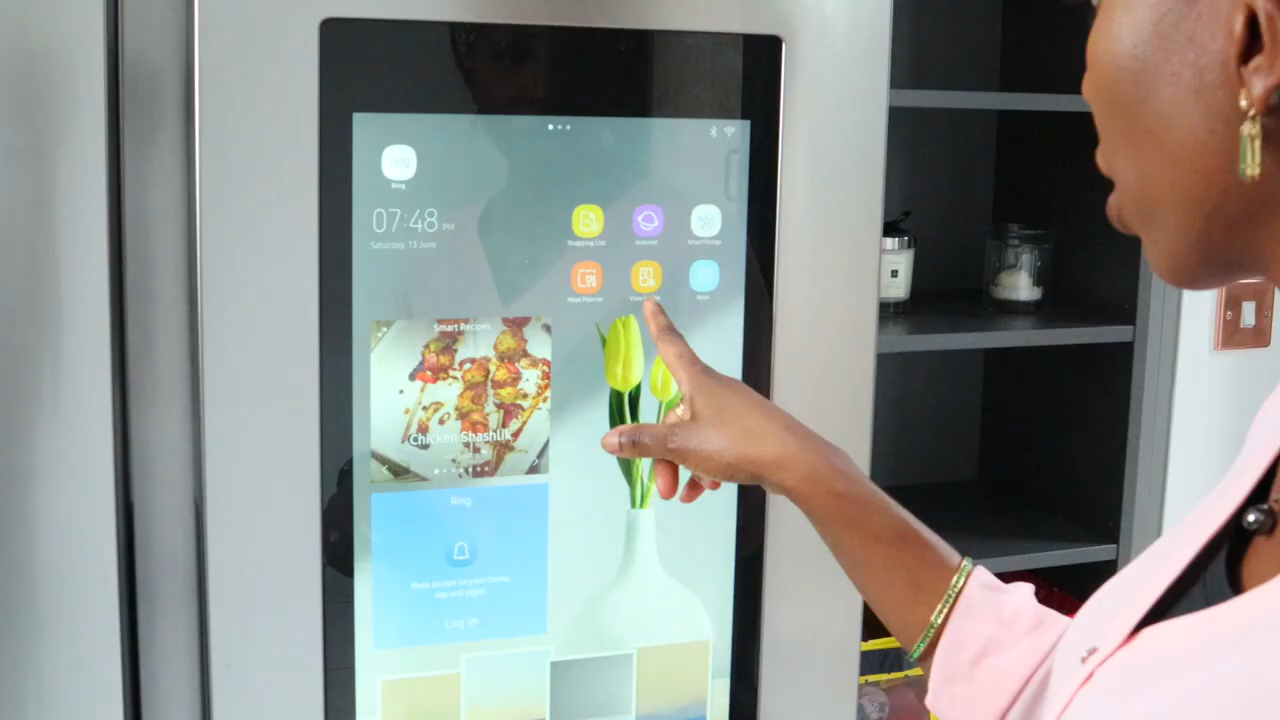 Ring
07:48 PM
Saturday, 13 June
Shopping List
Internet
SmartThings
Meal Planner
View
Smart Recipes
Chicken Shashlik
Ring
Keep an eye on your home,
day and night.
Log in